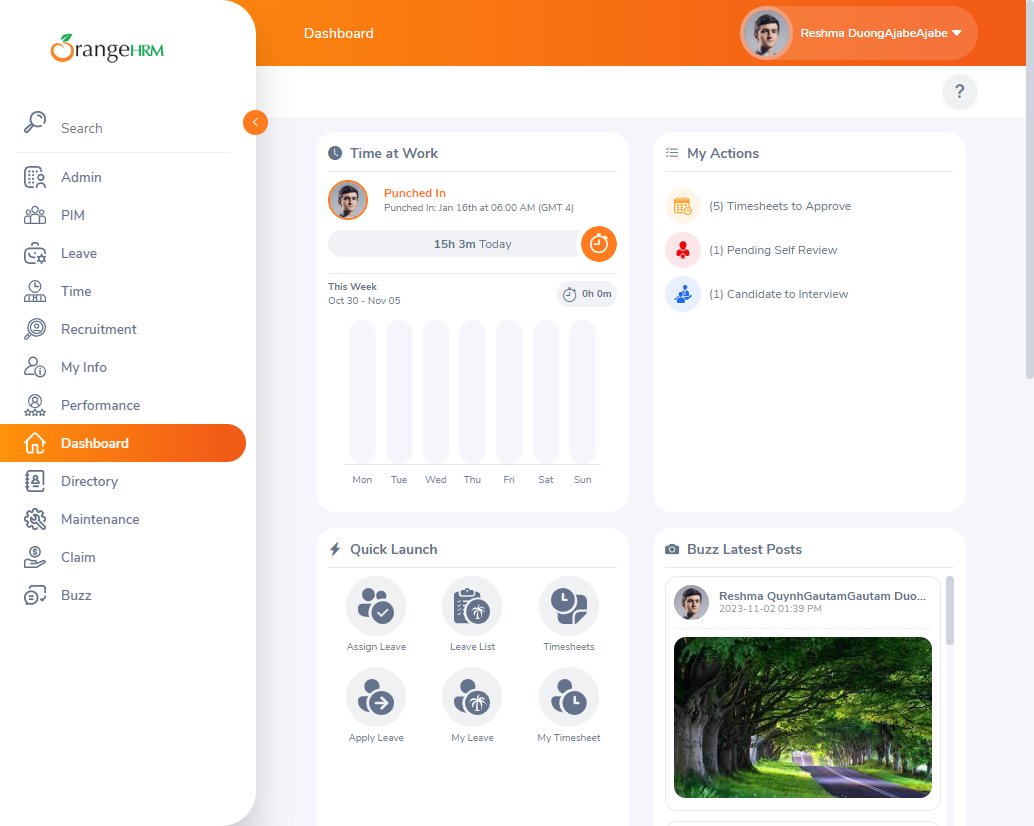 OrangeHRM
Search
Admin
PIM
Leave
Time
Recruitment
My Info
Performance
Dashboard
Directory
Maintenance
Claim
Buzz
Dashboard
Reshma DuongAjabeAjabe
?
Time at Work
Punched In
Punched In: Jan 16th at 06:00 AM (GMT 4)
15h 3m Today
This Week
Oct 30 - Nov 05
0h 0m
Mon Tue Wed Thu Fri Sat Sun
My Actions
(5) Timesheets to Approve
(1) Pending Self Review
(1) Candidate to Interview
Quick Launch
Assign Leave Leave List Timesheets
Apply Leave My Leave My Timesheet
Buzz Latest Posts
Reshma QuynhGautamGautam Duo...
2023-11-02 01:39 PM